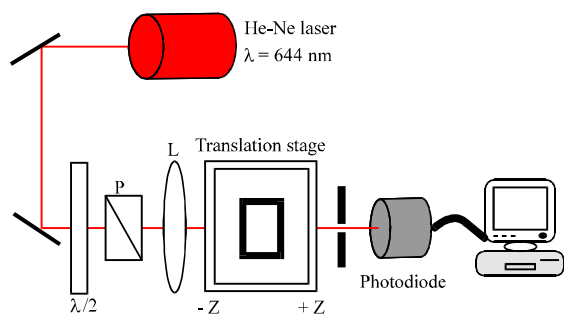 He-Ne laser
λ = 644 nm
Translation stage
L
P
Photodiode
λ/2
- Z
+ Z